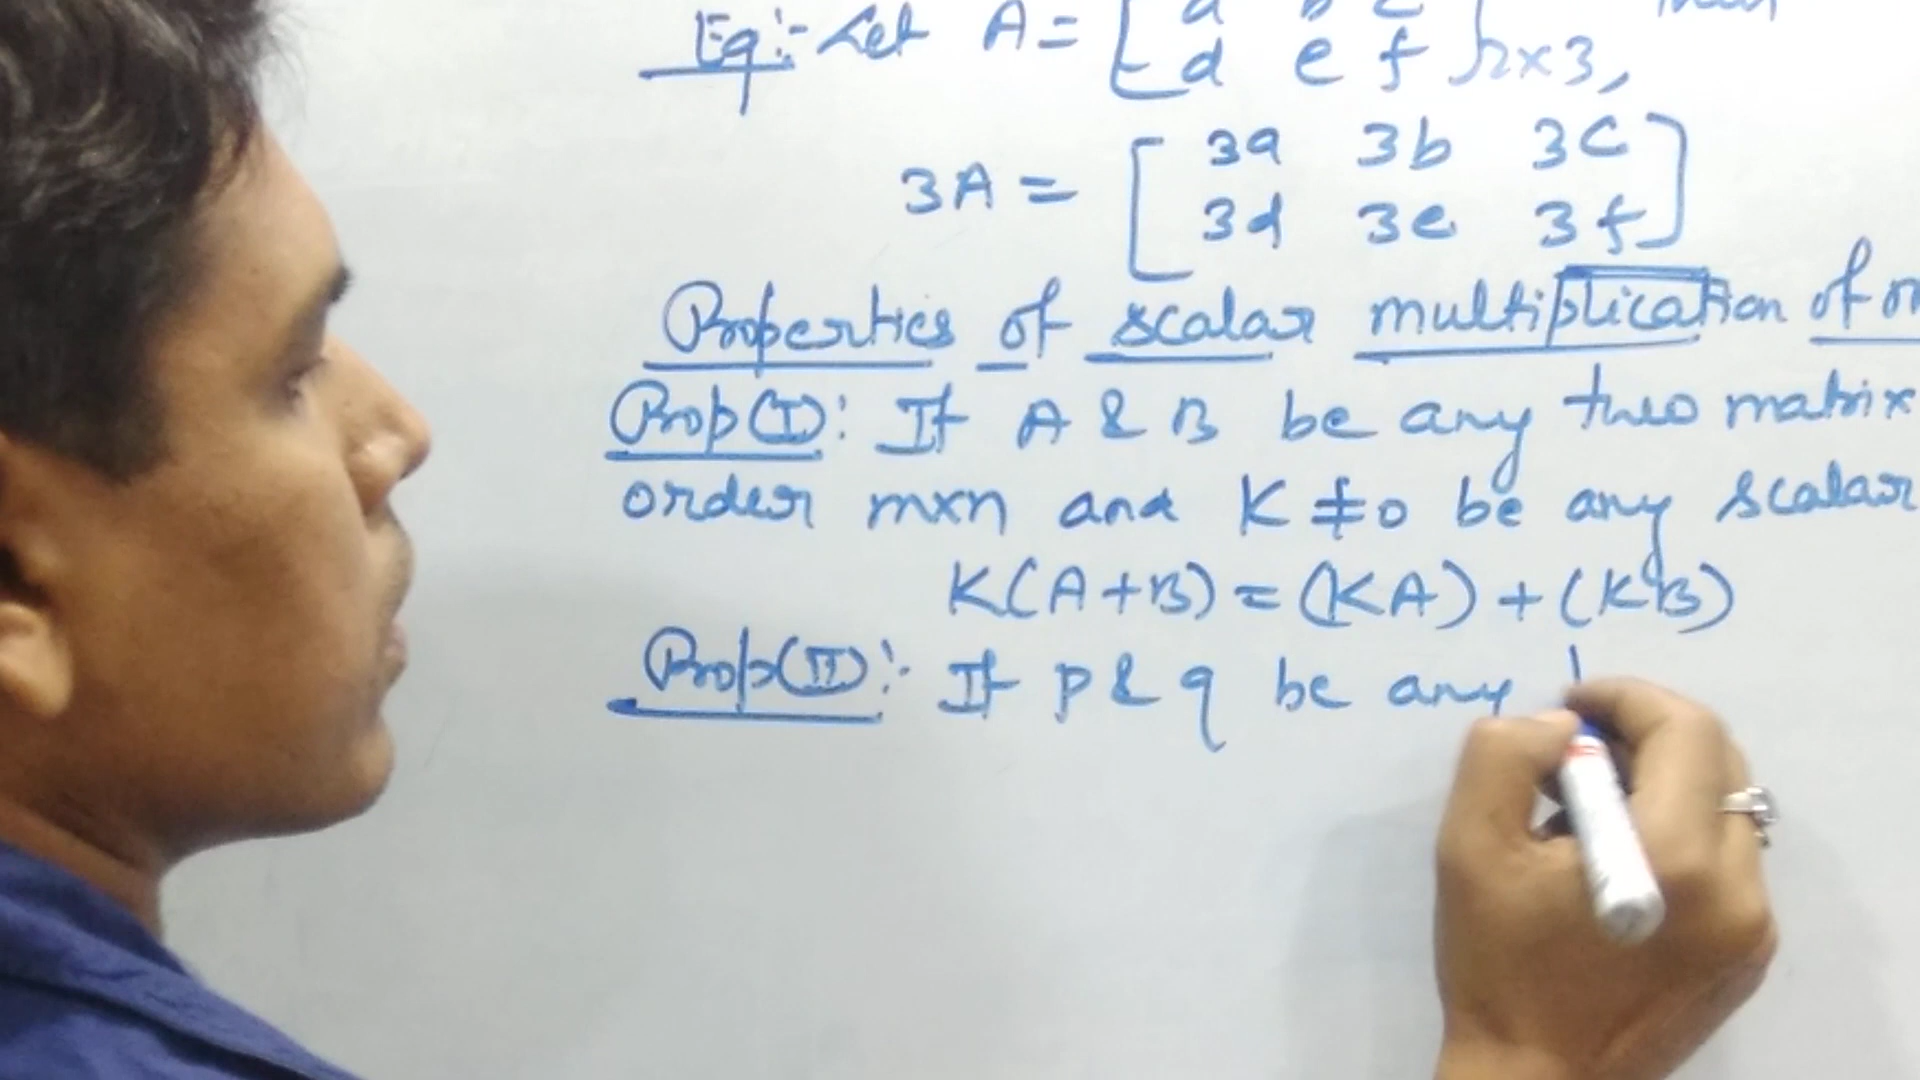 Eg:- Let A = [ a b c
d e f ] 2×3,
3A = [ 3a 3b 3c
3d 3e 3f ]
Properties of scalar multiplication of
Prop(I): If A & B be any two matrix
order m×n and K ≠ 0 be any scalar
K(A+B) = (KA) + (KB)
Prop(II):- If p & q be any